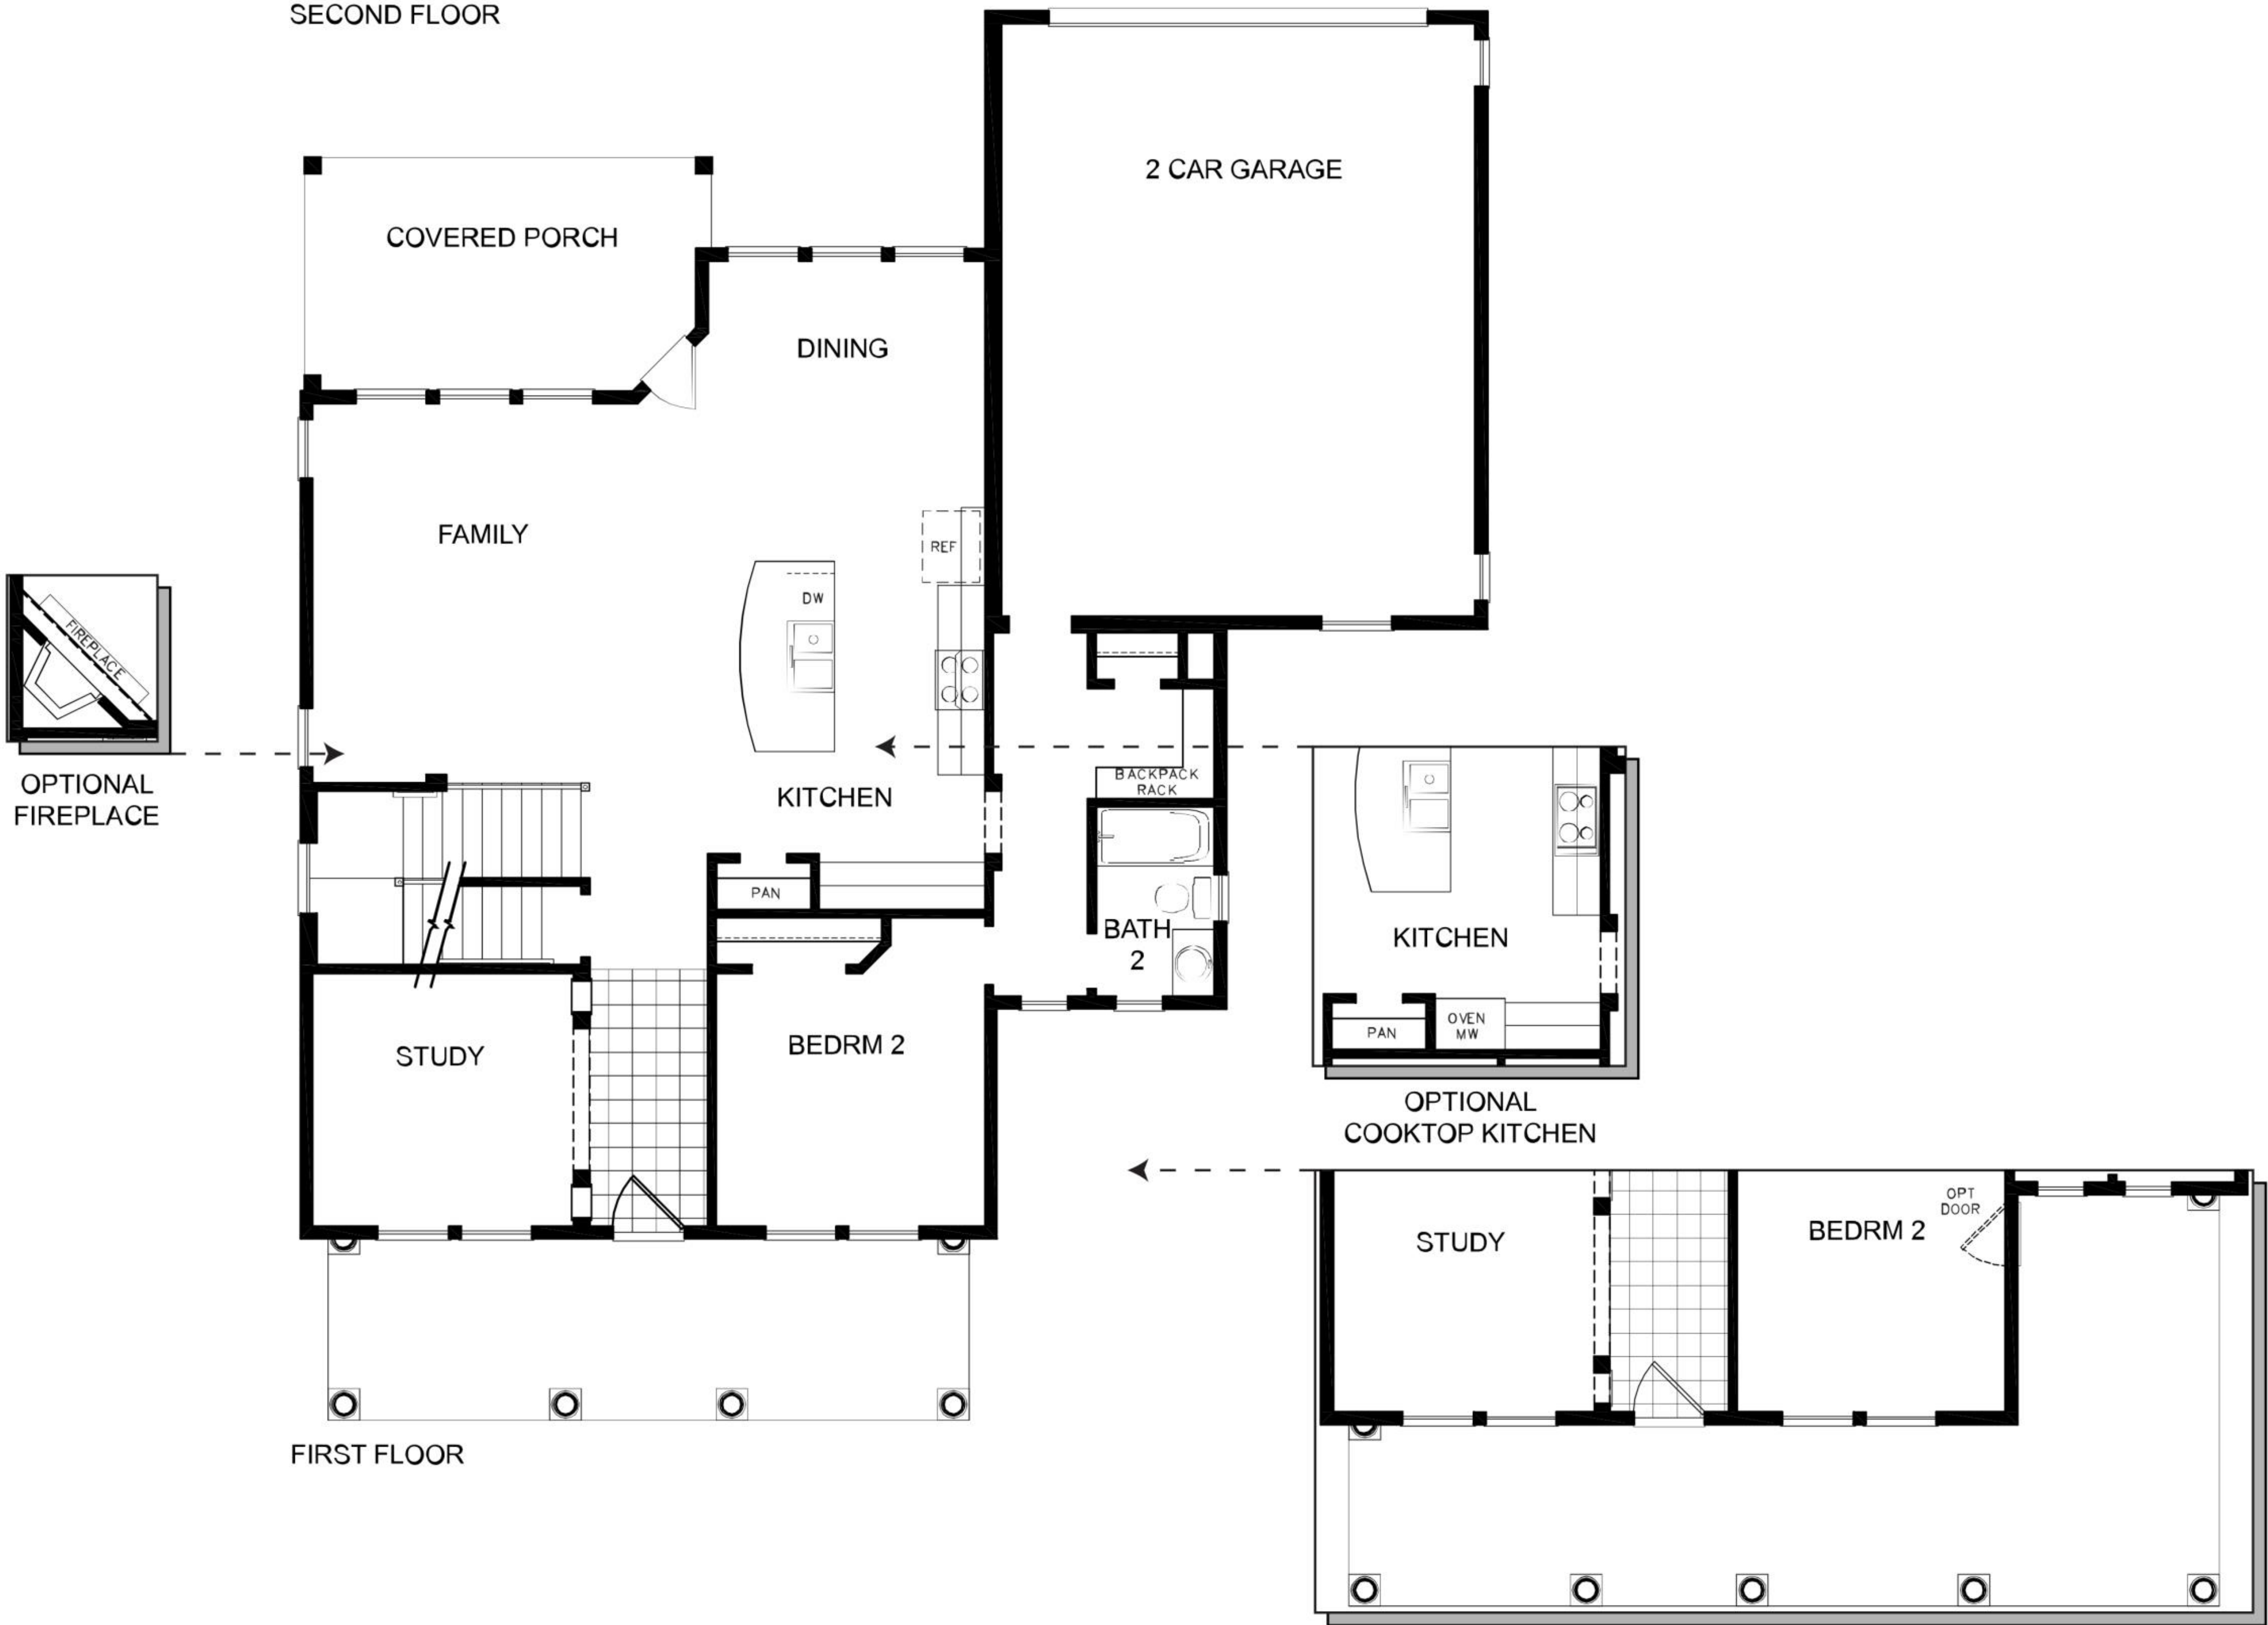 SECOND FLOOR
2 CAR GARAGE
COVERED PORCH
DINING
FAMILY
REF
DW
FIREPLACE
OPTIONAL
FIREPLACE
KITCHEN
BACKPACK
RACK
PAN
BATH
2
STUDY
BEDRM 2
KITCHEN
PAN
OVEN
MW
OPTIONAL
COOKTOP KITCHEN
STUDY
BEDRM 2
OPT
DOOR
FIRST FLOOR